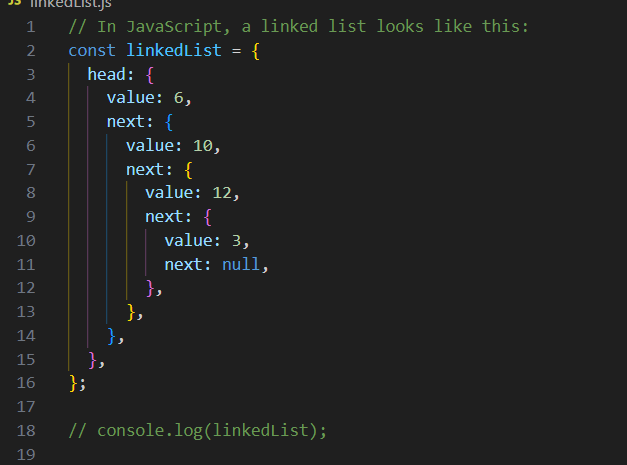 JS linkedList.js
1 // In JavaScript, a linked list looks like this:
2 const linkedList = {
3   head: {
4     value: 6,
5     next: {
6       value: 10,
7       next: {
8         value: 12,
9         next: {
10           value: 3,
11           next: null,
12         },
13       },
14     },
15   },
16 };
17
18 // console.log(linkedList);
19